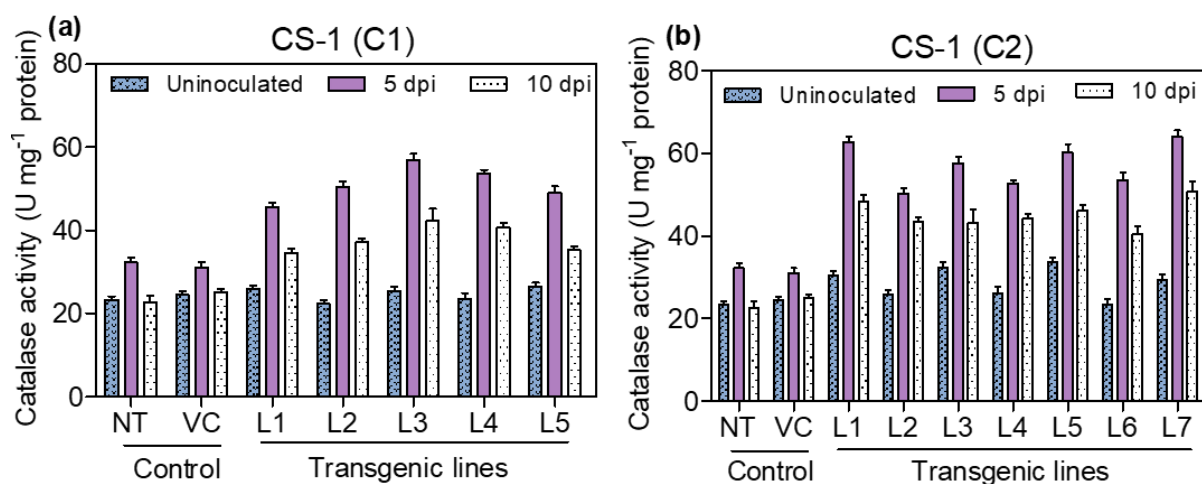 (a)
CS-1 (C1)
Catalase activity (U mg⁻¹ protein)
80
60
40
20
0
Uninoculated 5 dpi 10 dpi
NT VC L1 L2 L3 L4 L5
Control Transgenic lines
(b)
CS-1 (C2)
Catalase activity (U mg⁻¹ protein)
80
60
40
20
0
Uninoculated 5 dpi 10 dpi
NT VC L1 L2 L3 L4 L5 L6 L7
Control Transgenic lines